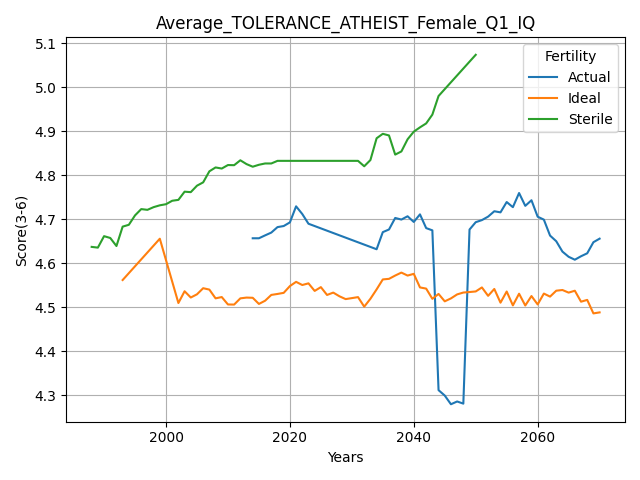 Average_TOLERANCE_ATHEIST_Female_Q1_IQ
Fertility
Actual
Ideal
Sterile
Score(3-6)
5.1
5.0
4.9
4.8
4.7
4.6
4.5
4.4
4.3
2000
2020
2040
2060
Years